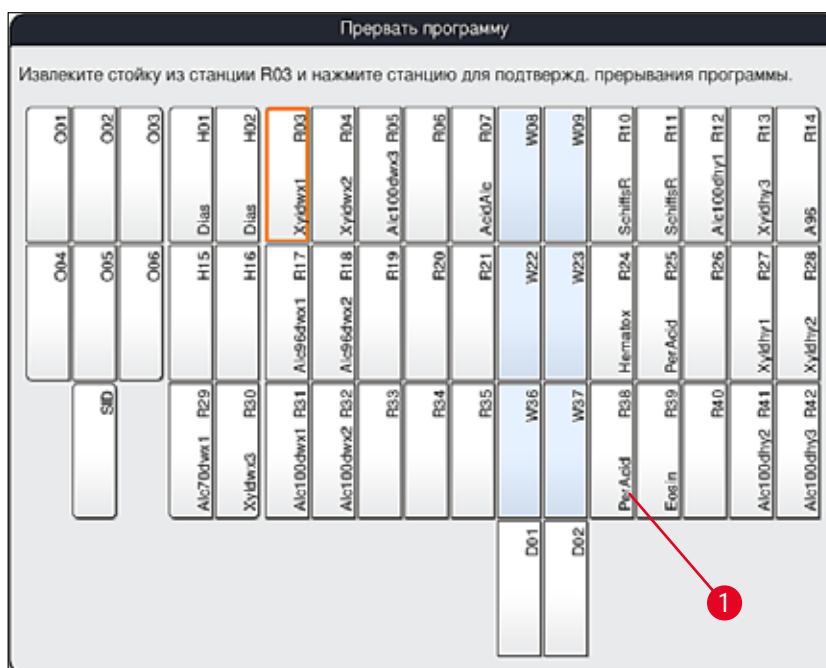 Прервать программу
Извлеките стойку из станции R03 и нажмите станцию для подтвержд. прерывания программы.
O01
O02
O03
Dias H01
Dias H02
Xyldwx1 R03
Xyldwx2 R04
Alc100dwx3 R05
R06
AcidAlc R07
W08
W09
SchiffsR R10
SchiffsR R11
Alc100dhy1 R12
Xyldhy3 R13
A96 R14
O04
O05
O06
H15
H16
Alc96dwx1 R17
Alc96dwx2 R18
R19
R20
R21
W22
W23
Hematox R24
PerAcid R25
R26
Xyldhy1 R27
Xyldhy2 R28
SID
Alc70dwx1 R29
Xyldwx3 R30
Alc100dwx1 R31
Alc100dwx2 R32
R33
R34
R35
W36
W37
PerAcid R38
Eosin R39
R40
Alc100dhy2 R41
Alc100dhy3 R42
D01
D02
1